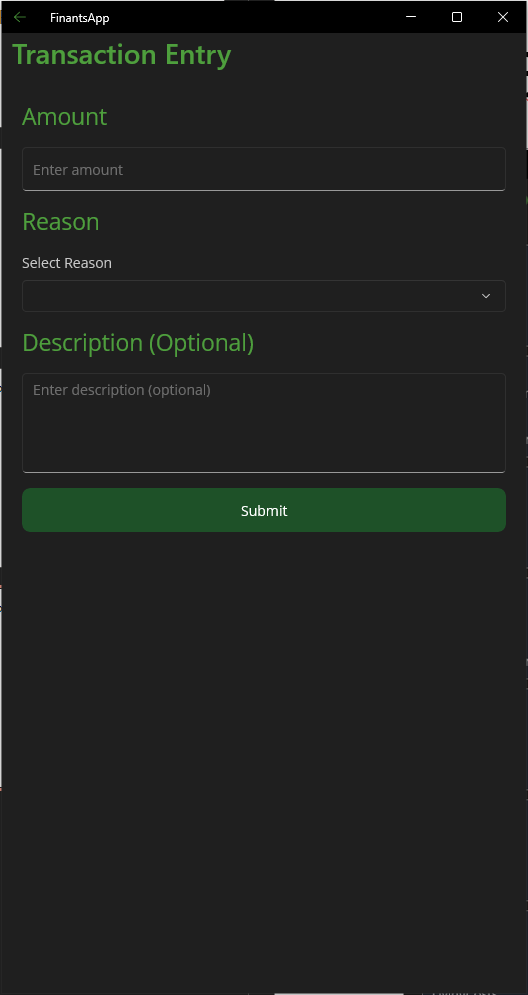 FinantsApp
Transaction Entry
Amount
Enter amount
Reason
Select Reason
Description (Optional)
Enter description (optional)
Submit